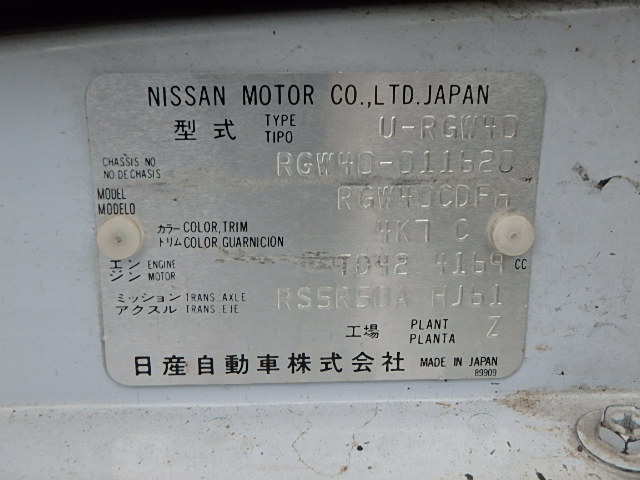 NISSAN MOTOR CO.,LTD.JAPAN
型式 TYPE TIPO U-RGW40
CHASSIS NO NO DE CHASIS RGW40-011620
MODEL MODELO RGW40CDFA
カラー COLOR,TRIM トリム COLOR GUARNICION 4K7 C
エンジン ENGINE MOTOR TD42 4169 CC
ミッション TRANS. AXLE アクスル TRANS. EJE RS5R50A HJ61
工場 PLANT PLANTA Z
日産自動車株式会社 MADE IN JAPAN
89909